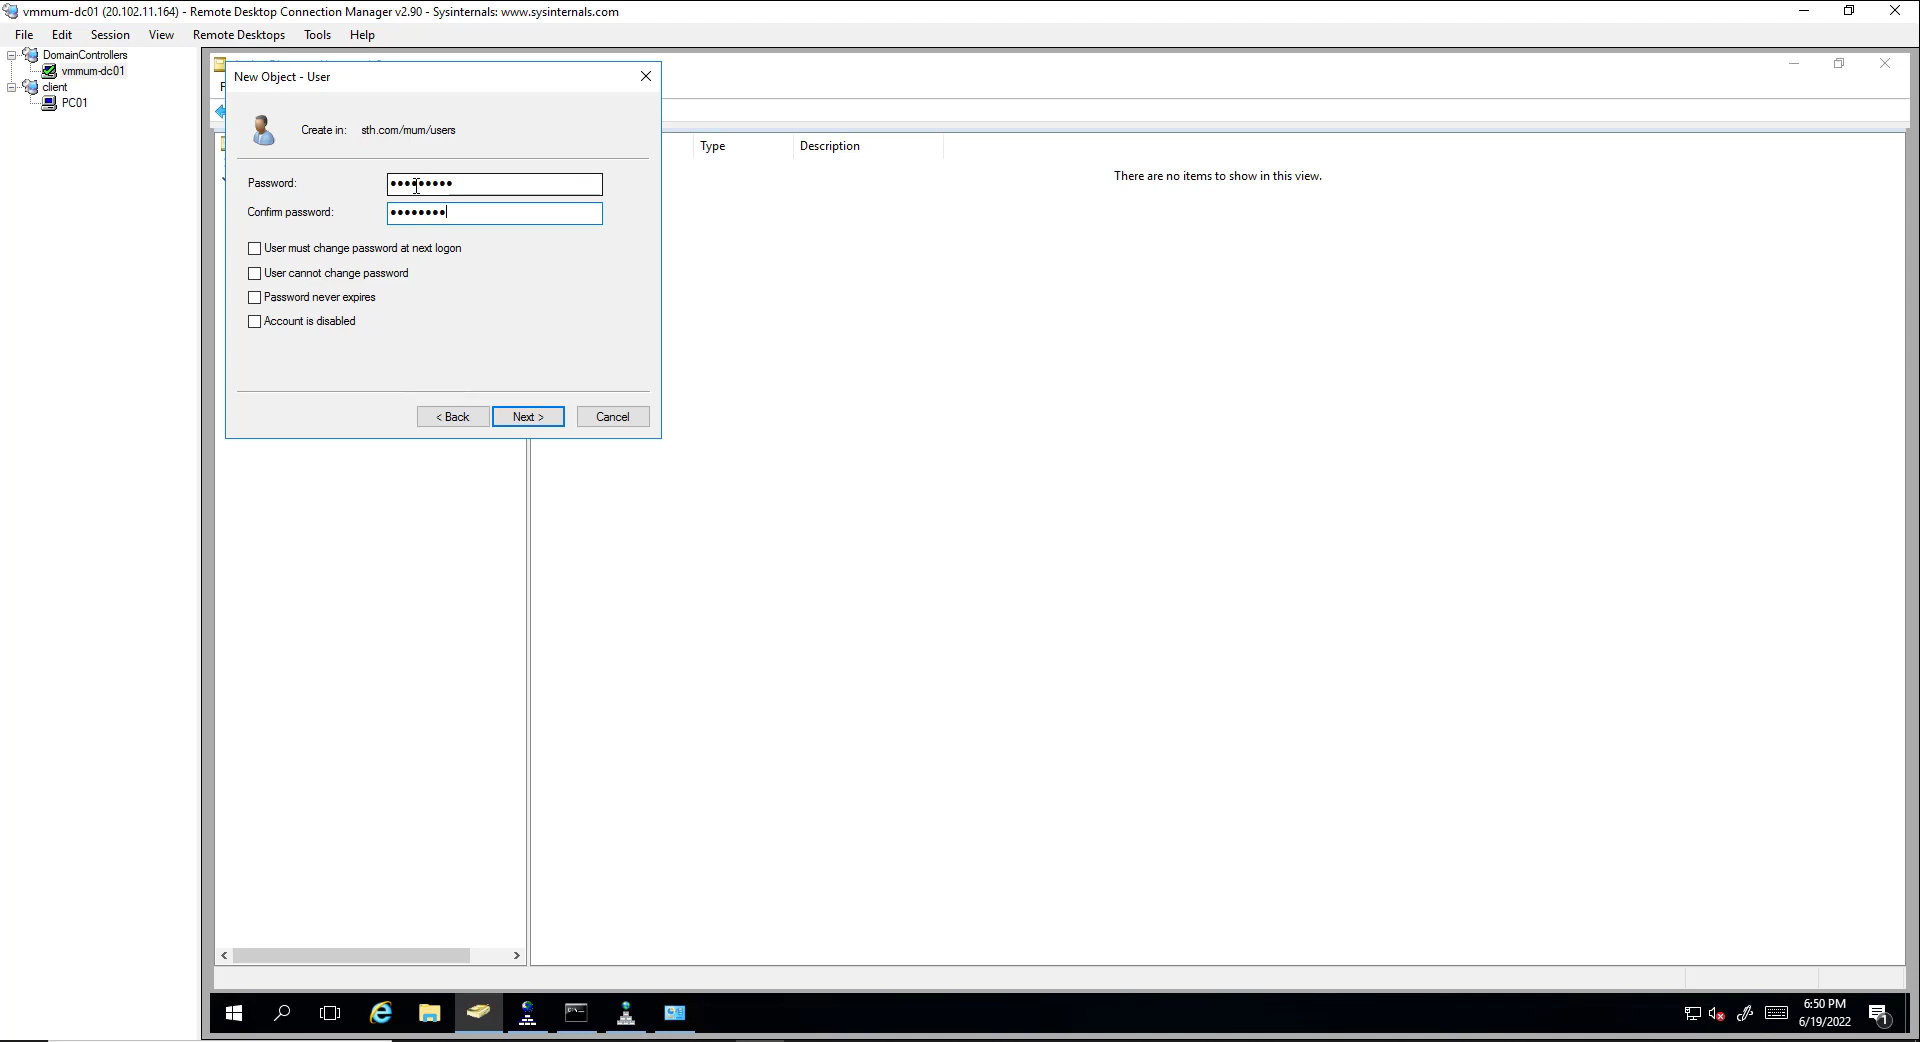 vmmum-dc01 (20.102.11.164) - Remote Desktop Connection Manager v2.90 - Sysinternals: www.sysinternals.com
File Edit Session View Remote Desktops Tools Help
DomainControllers
vmmum-dc01
client
PC01
New Object - User
Create in: sth.com/mum/users
Password: •••••••••
Confirm password: ••••••••
User must change password at next logon
User cannot change password
Password never expires
Account is disabled
< Back Next > Cancel
Type Description
There are no items to show in this view.
6:50 PM
6/19/2022
1